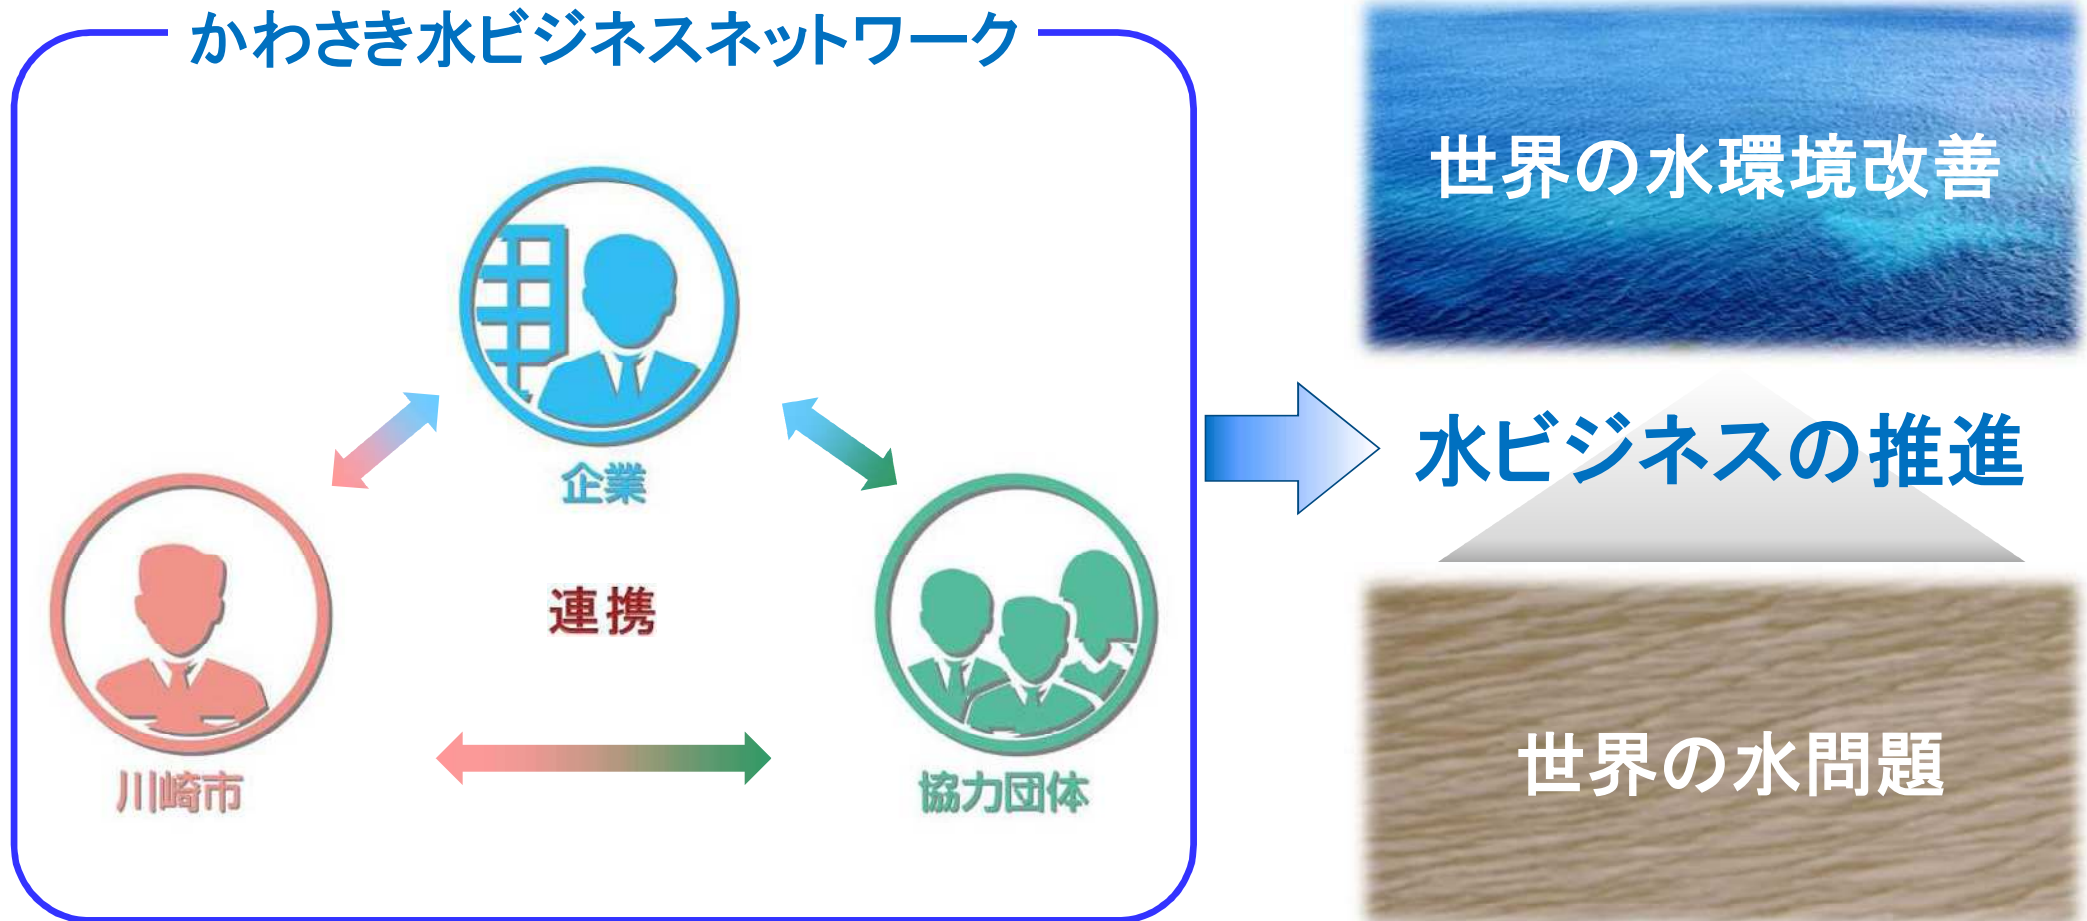 かわさき水ビジネスネットワーク
企業
連携
川崎市
協力団体
世界の水環境改善
水ビジネスの推進
世界の水問題